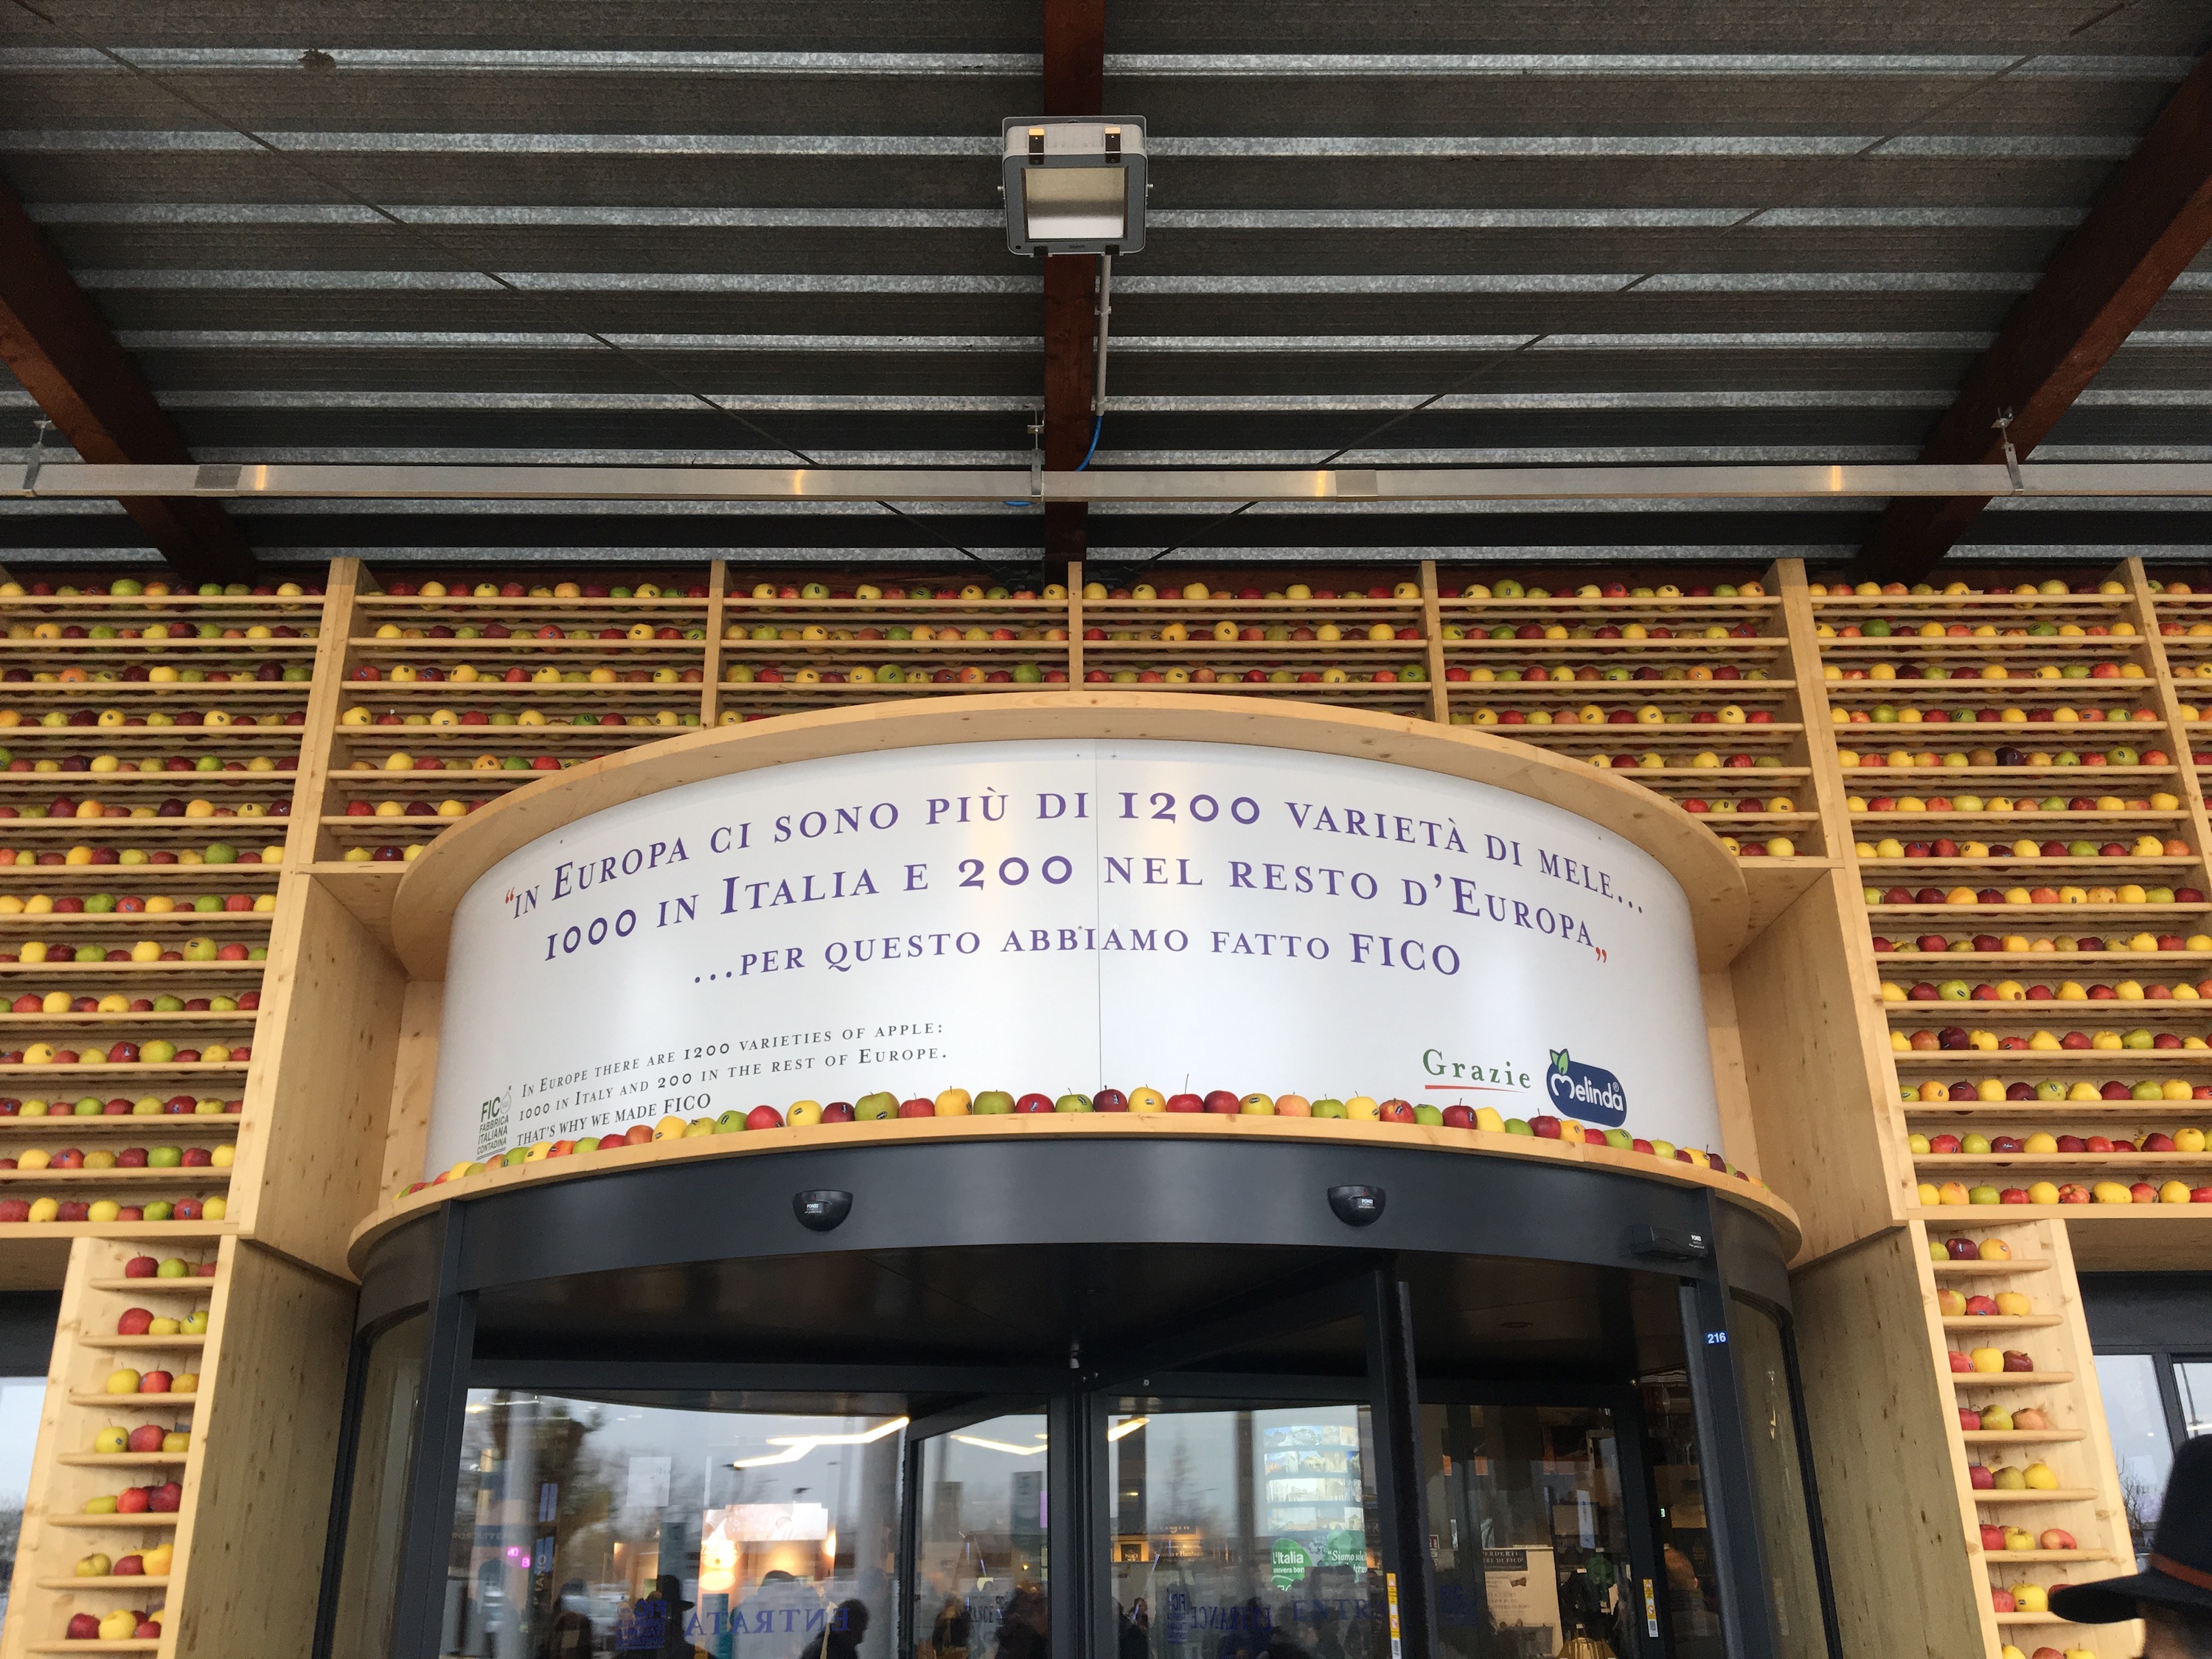 “in Europa ci sono più di 1200 varietà di mele...
1000 in Italia e 200 nel resto d’Europa„
...per questo abbiamo fatto FICO
In Europe there are 1200 varieties of apple:
1000 in Italy and 200 in the rest of Europe.
that's why we made FICO
FICO
FABBRICA
ITALIANA
CONTADINA
Grazie
Melinda®
216
L'Italia
ENTRATA